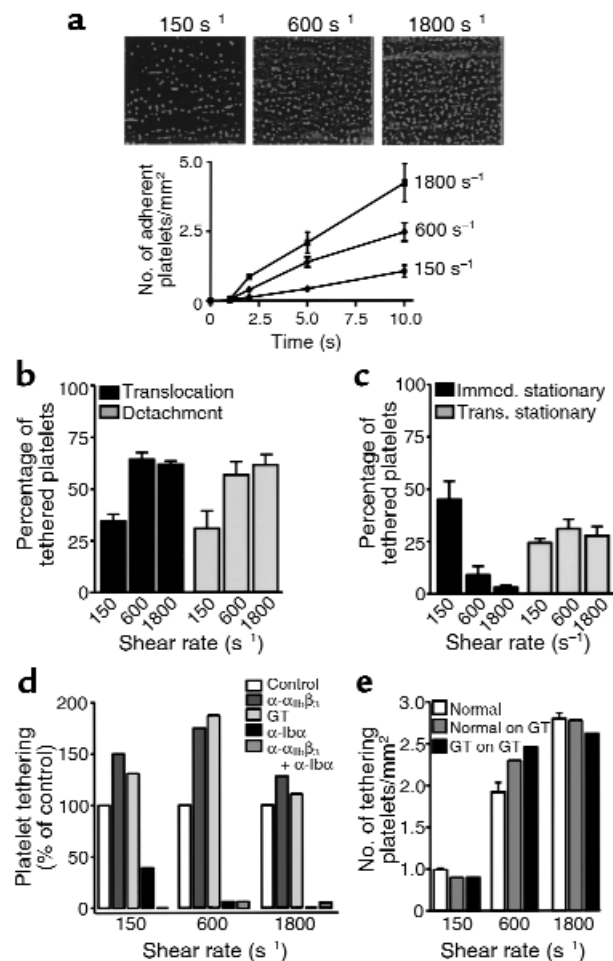 a
150 s⁻¹ 600 s⁻¹ 1800 s⁻¹
No. of adherent
platelets/mm²
5.0
2.5
0
1800 s⁻¹
600 s⁻¹
150 s⁻¹
0 2.5 5.0 7.5 10.0
Time (s)
b
Percentage of
tethered platelets
100
75
50
25
0
Translocation
Detachment
150 600 1800 150 600 1800
Shear rate (s⁻¹)
c
Percentage of
tethered platelets
100
75
50
25
0
Immed. stationary
Trans. stationary
150 600 1800 150 600 1800
Shear rate (s⁻¹)
d
Platelet tethering
(% of control)
200
150
100
50
0
Control
α-αIIbβ3
GT
α-Ibα
α-αIIbβ3
+ α-Ibα
150 600 1800
Shear rate (s⁻¹)
e
No. of tethering
platelets/mm²
3.0
2.0
2.0
1.0
0
Normal
Normal on GT
GT on GT
150 600 1800
Shear rate (s⁻¹)